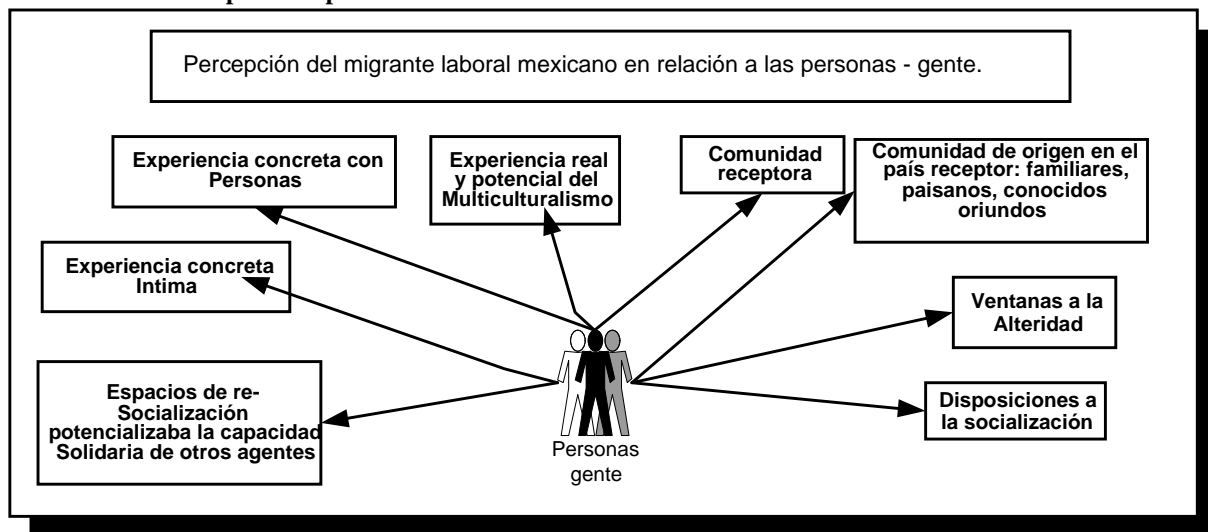 Percepción del migrante laboral mexicano en relación a las personas - gente.
Experiencia concreta con
Personas
Experiencia real
y potencial del
Multiculturalismo
Comunidad
receptora
Comunidad de origen en el
país receptor: familiares,
paisanos, conocidos
oriundos
Experiencia concreta
Intima
Ventanas a la
Alteridad
Espacios de re-
Socialización
potencializaba la capacidad
Solidaria de otros agentes
Disposiciones a
la socialización
Personas
gente